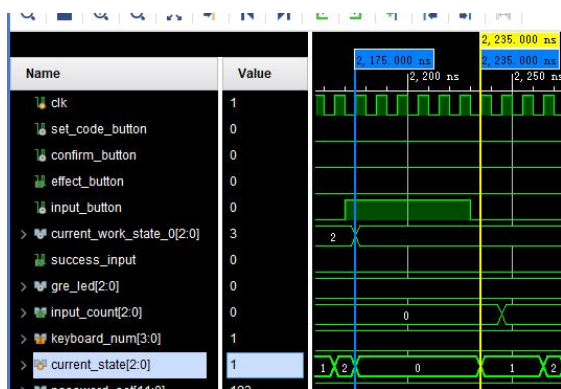 2,235.000 ns
2,175.000 ns 2,235.000 ns
Name Value 2,200 ns 2,250 ns
clk 1
set_code_button 0
confirm_button 0
effect_button 0
input_button 0
current_work_state_0[2:0] 3 2
success_input 0
gre_led[2:0] 0
input_count[2:0] 0 0
keyboard_num[3:0] 1
current_state[2:0] 1 1 2 0 1 2